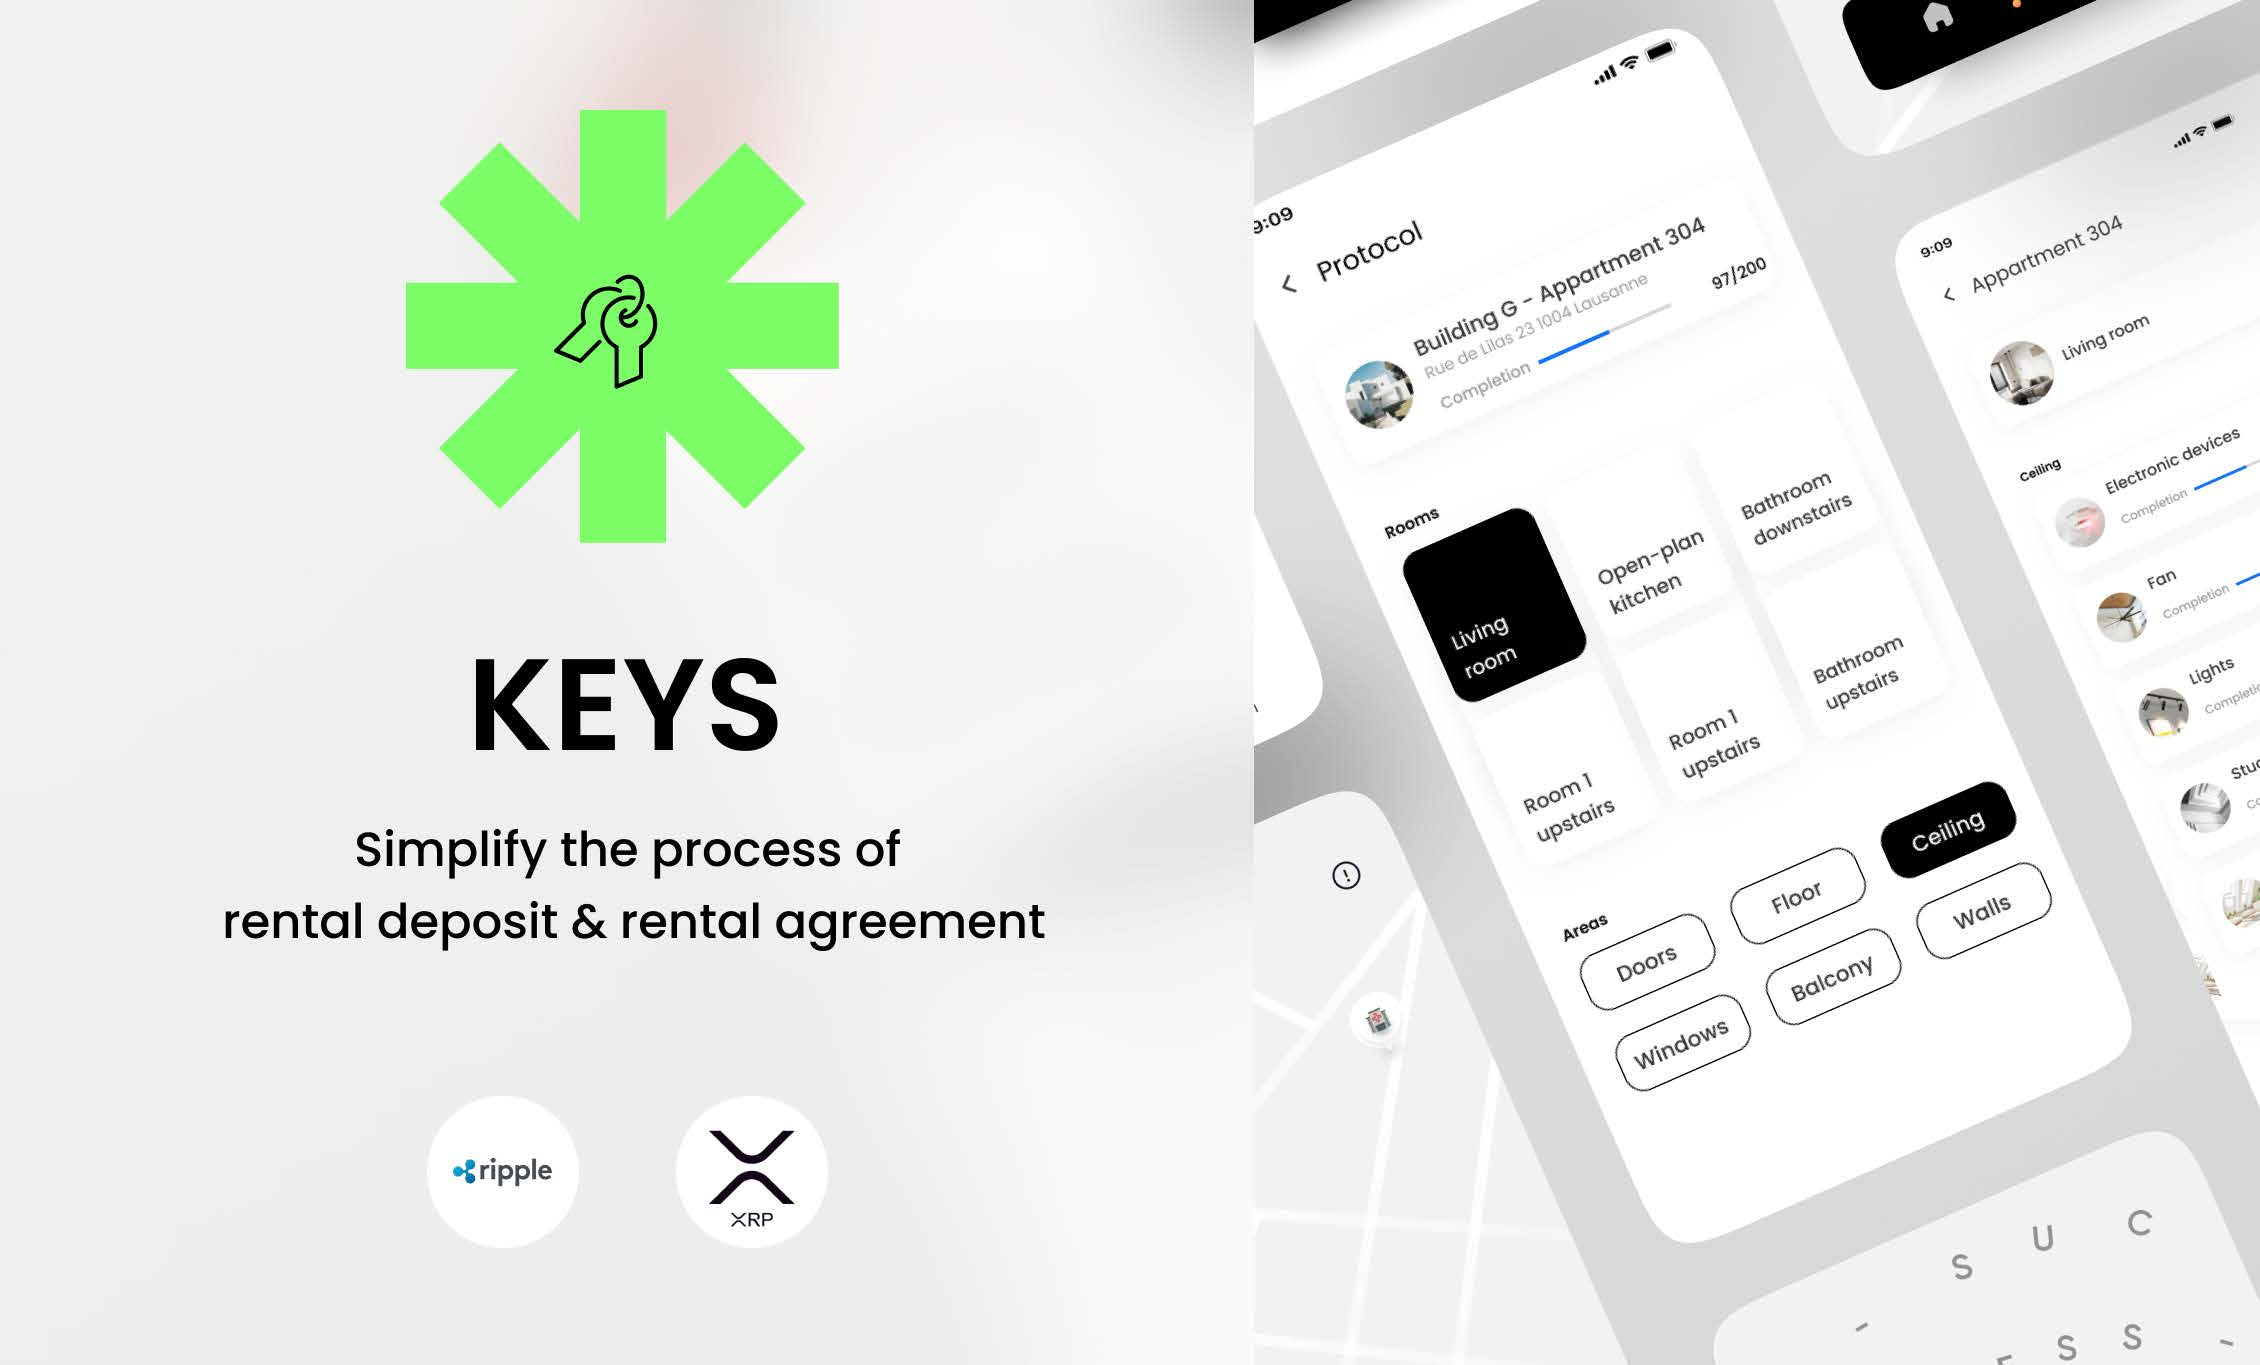 KEYS
Simplify the process of
rental deposit & rental agreement
ripple
XRP
9:09
Protocol
Building G - Appartment 304
Rue de Lilas 23 1004 Lausanne
Completion
97/200
Rooms
Living
room
Open-plan
kitchen
Bathroom
downstairs
Room 1
upstairs
Room 1
upstairs
Bathroom
upstairs
Areas
Doors
Floor
Ceiling
Windows
Balcony
Walls
9:09
Appartment 304
Living room
Ceiling
Electronic devices
Completion
Fan
Completion
Lights
S U C
S S